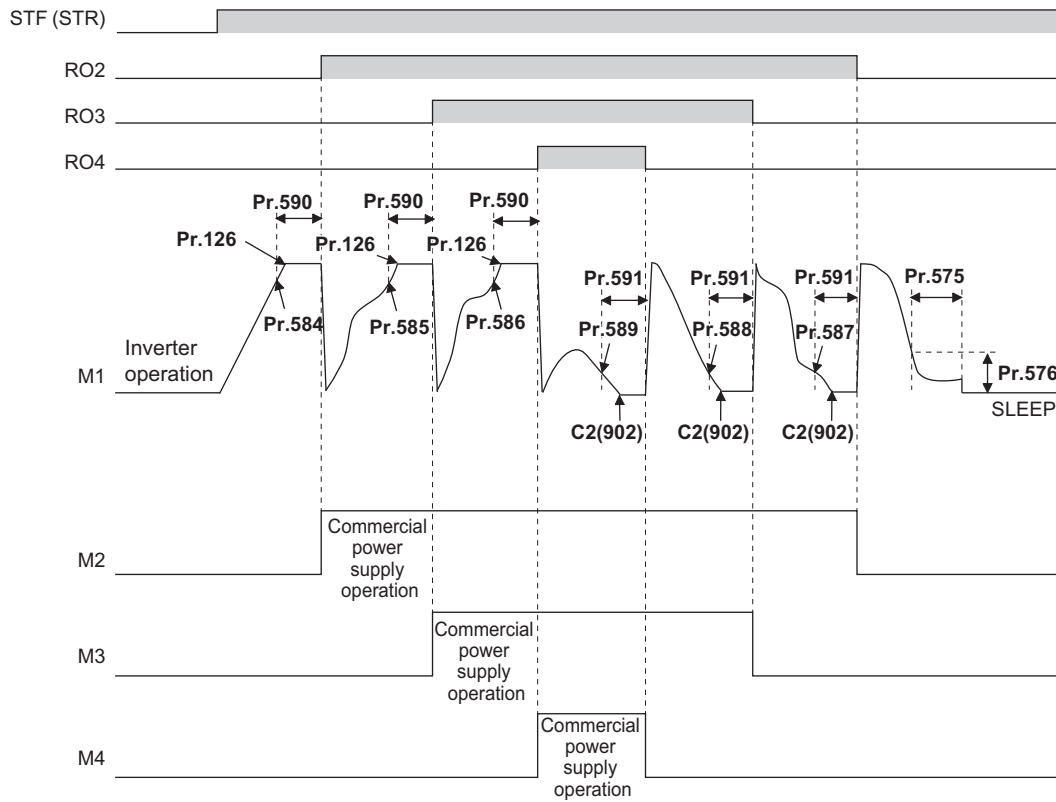 STF (STR)
RO2
RO3
RO4
Pr.590
Pr.590
Pr.590
Pr.126
Pr.126
Pr.126
Pr.591
Pr.591
Pr.591
Pr.575
Pr.584
Pr.585
Pr.586
Pr.589
Pr.588
Pr.587
Pr.576
Inverter
operation
M1
SLEEP
C2(902)
C2(902)
C2(902)
M2
Commercial
power
supply
operation
M3
Commercial
power
supply
operation
M4
Commercial
power
supply
operation